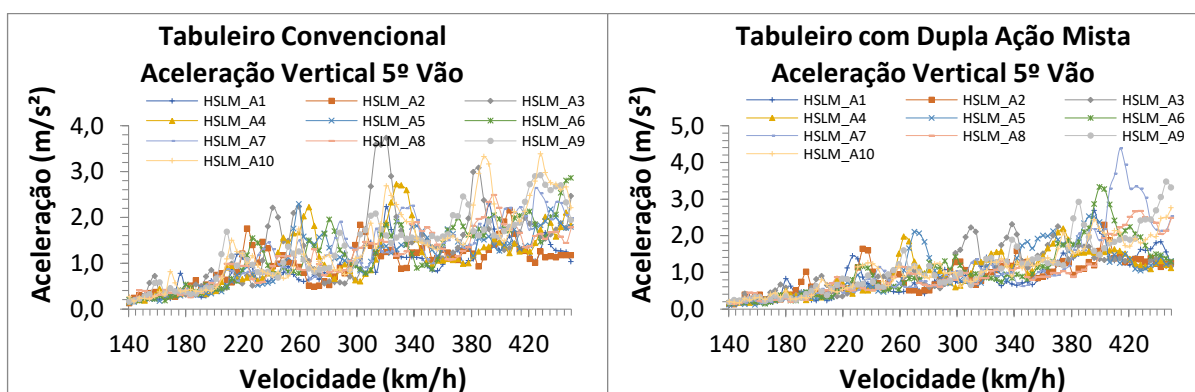 Tabuleiro Convencional
Aceleração Vertical 5º Vão
HSLM_A1 HSLM_A2 HSLM_A3
HSLM_A4 HSLM_A5 HSLM_A6
HSLM_A7 HSLM_A8 HSLM_A9
HSLM_A10
Aceleração (m/s²)
4,0
3,0
2,0
1,0
0,0
140 180 220 260 300 340 380 420
Velocidade (km/h)
Tabuleiro com Dupla Ação Mista
Aceleração Vertical 5º Vão
HSLM_A1 HSLM_A2 HSLM_A3
HSLM_A4 HSLM_A5 HSLM_A6
HSLM_A7 HSLM_A8 HSLM_A9
HSLM_A10
Aceleração (m/s²)
5,0
4,0
3,0
2,0
1,0
0,0
140 180 220 260 300 340 380 420
Velocidade (km/h)